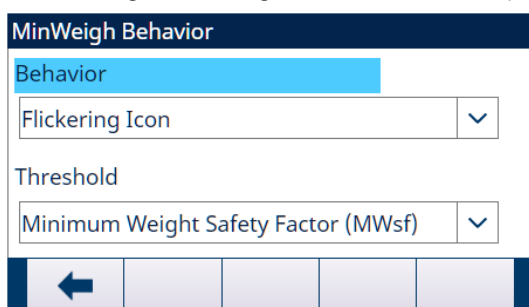 MinWeigh Behavior
Behavior
Flickering Icon
Threshold
Minimum Weight Safety Factor (MWsf)